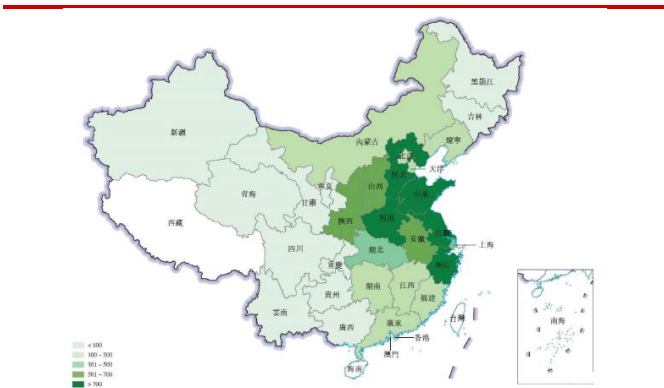 黑龍江
吉林
遼寧
新疆
內蒙古
北京
天津
河北
山西
山東
寧夏
青海
甘肅
陝西
河南
江蘇
西藏
安徽
上海
四川
湖北
重慶
浙江
湖南
江西
貴州
福建
雲南
台灣
廣西
廣東
香港
澳門
海南
南海
< 100
100 ~ 300
301 ~ 500
501 ~ 700
> 700